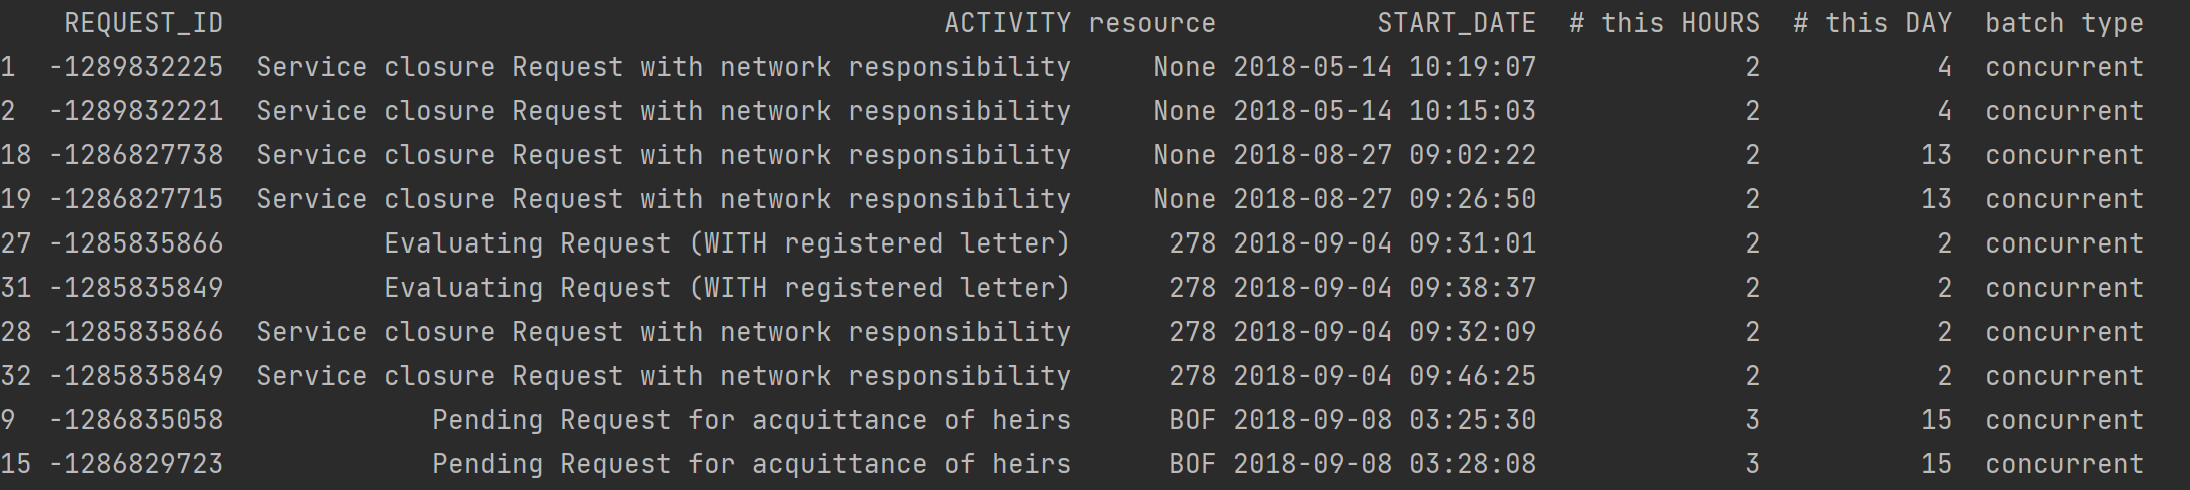 REQUEST_ID ACTIVITY resource START_DATE # this HOURS # this DAY batch type
1 -1289832225 Service closure Request with network responsibility None 2018-05-14 10:19:07 2 4 concurrent
2 -1289832221 Service closure Request with network responsibility None 2018-05-14 10:15:03 2 4 concurrent
18 -1286827738 Service closure Request with network responsibility None 2018-08-27 09:02:22 2 13 concurrent
19 -1286827715 Service closure Request with network responsibility None 2018-08-27 09:26:50 2 13 concurrent
27 -1285835866 Evaluating Request (WITH registered letter) 278 2018-09-04 09:31:01 2 2 concurrent
31 -1285835849 Evaluating Request (WITH registered letter) 278 2018-09-04 09:38:37 2 2 concurrent
28 -1285835866 Service closure Request with network responsibility 278 2018-09-04 09:32:09 2 2 concurrent
32 -1285835849 Service closure Request with network responsibility 278 2018-09-04 09:46:25 2 2 concurrent
9 -1286835058 Pending Request for acquittance of heirs BOF 2018-09-08 03:25:30 3 15 concurrent
15 -1286829723 Pending Request for acquittance of heirs BOF 2018-09-08 03:28:08 3 15 concurrent